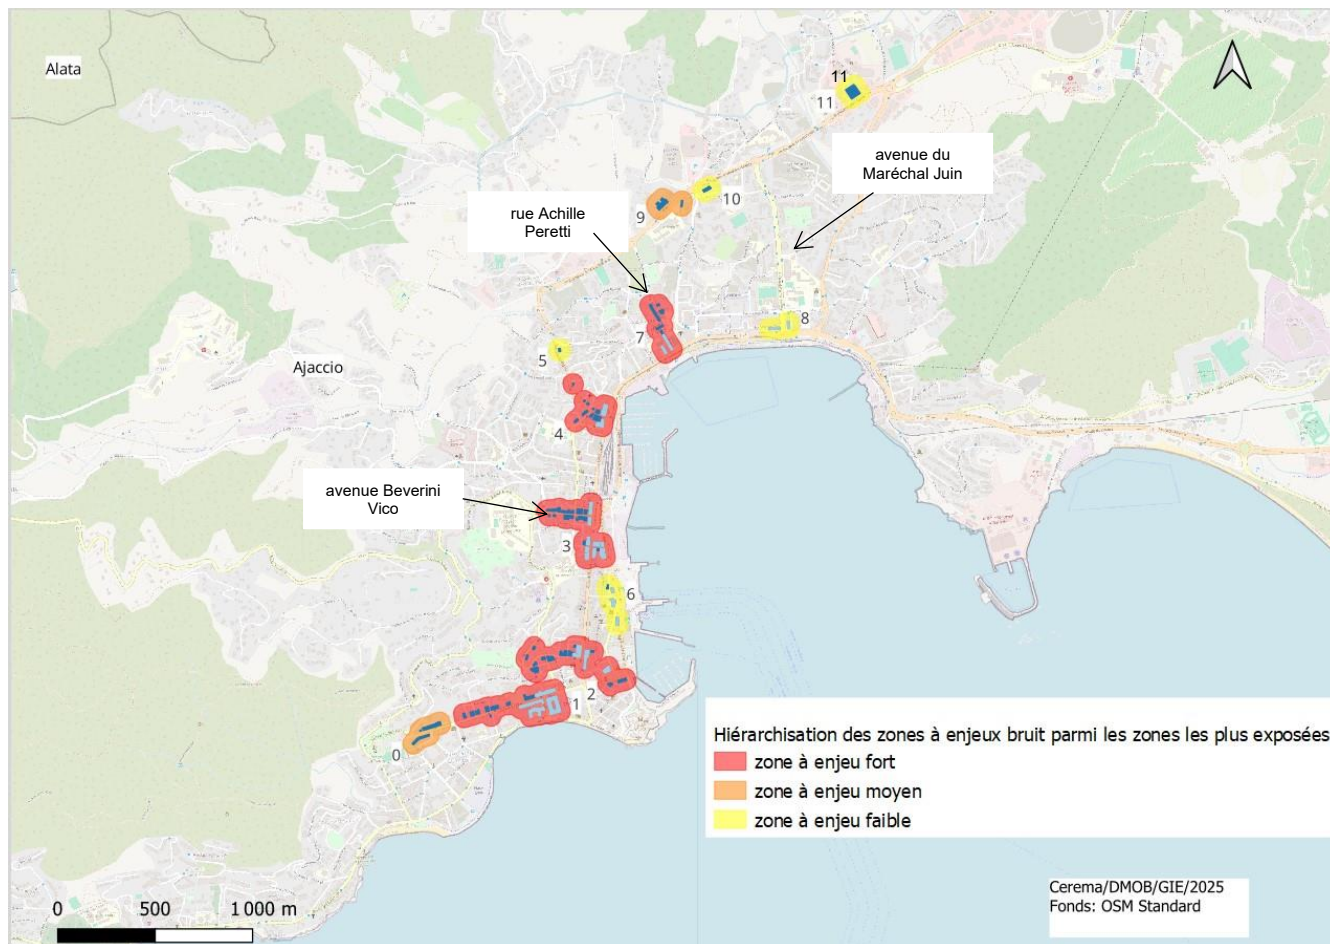 Alata
11
11
avenue du
Maréchal Juin
10
9
rue Achille
Peretti
8
7
5
Ajaccio
4
avenue Beverini
Vico
3
6
2
1
0
Hiérarchisation des zones à enjeux bruit parmi les zones les plus exposées
zone à enjeu fort
zone à enjeu moyen
zone à enjeu faible
Cerema/DMOB/GIE/2025
Fonds: OSM Standard
0 500 1 000 m